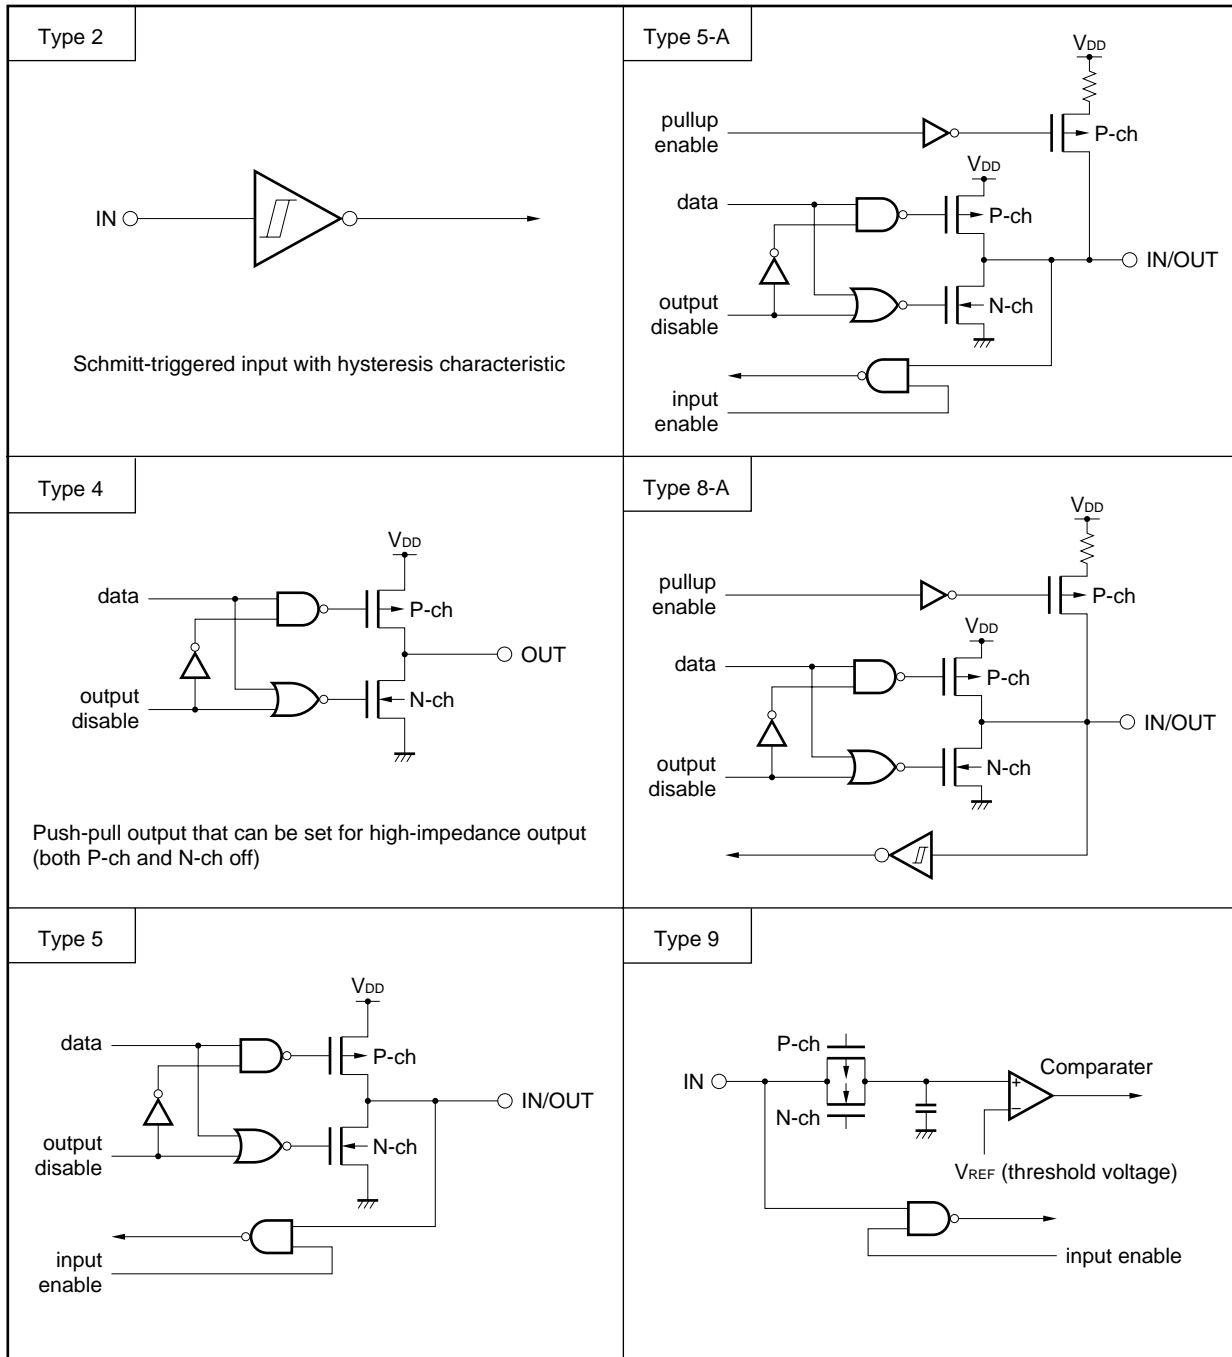 Type 2
IN
Schmitt-triggered input with hysteresis characteristic
Type 5-A
VDD
pullup
enable
P-ch
VDD
data
P-ch
IN/OUT
output
disable
N-ch
input
enable
Type 4
VDD
data
P-ch
OUT
output
disable
N-ch
Push-pull output that can be set for high-impedance output
(both P-ch and N-ch off)
Type 8-A
VDD
pullup
enable
P-ch
VDD
data
P-ch
IN/OUT
output
disable
N-ch
Type 5
VDD
data
P-ch
IN/OUT
output
disable
N-ch
input
enable
Type 9
P-ch
IN
N-ch
Comparater
+
−
VREF (threshold voltage)
input enable